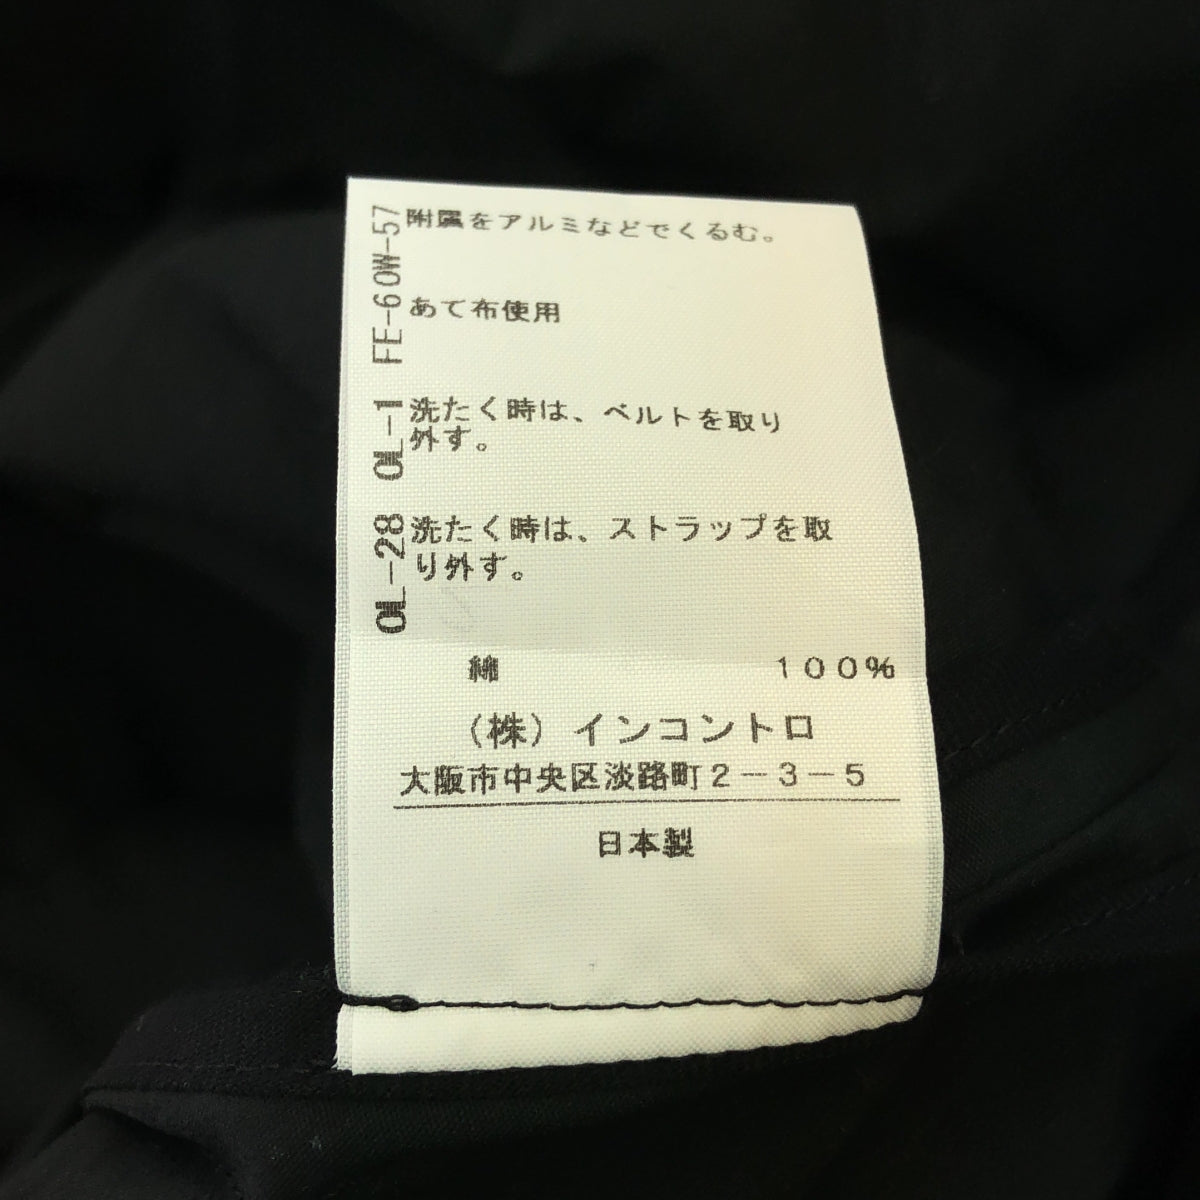 附属をアルミなどでくるむ。
あて布使用
洗たく時は、ベルトを取り
外す。
洗たく時は、ストラップを取
り外す。
FE-60W-57
OL-1
OL-28
綿 100%
(株)インコントロ
大阪市中央区淡路町2-3-5
日本製